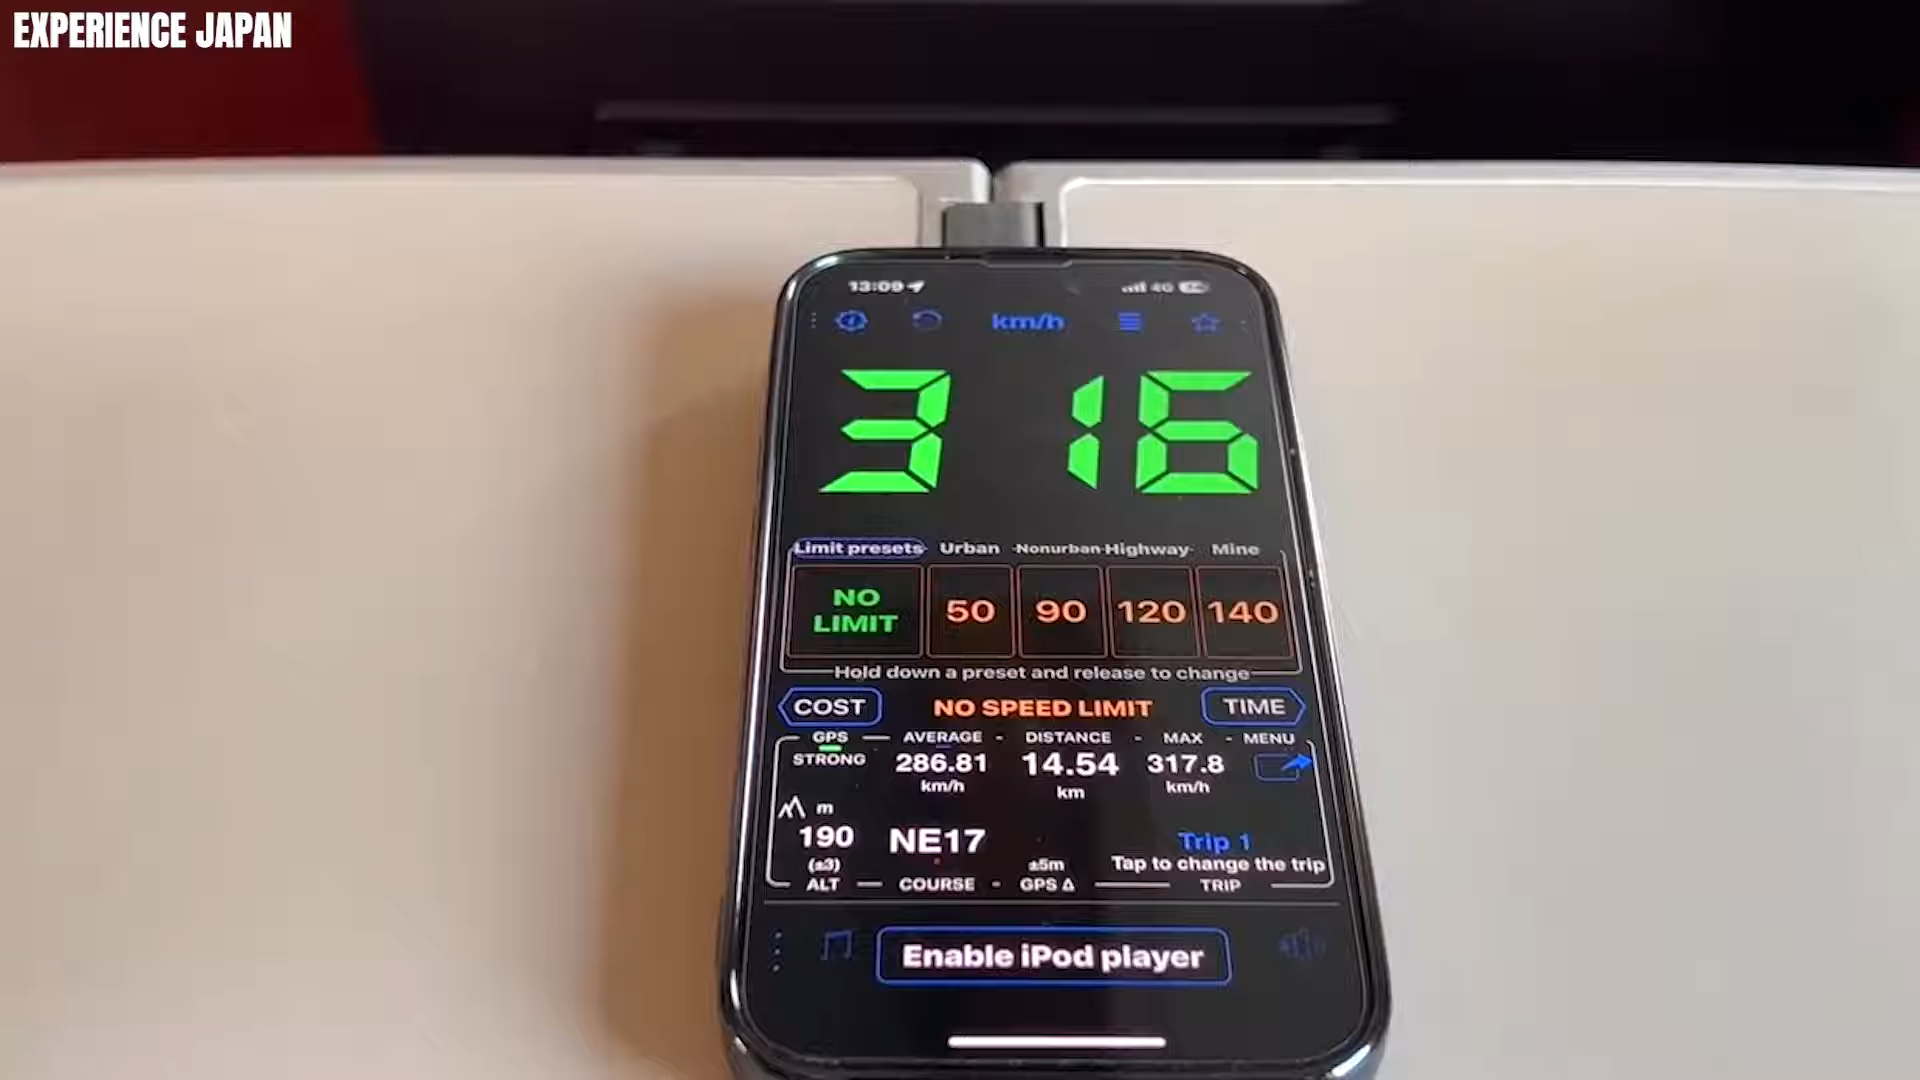 EXPERIENCE JAPAN
13:09 4G
km/h
316
Limit presets Urban Nonurban Highway Mine
NO LIMIT 50 90 120 140
Hold down a preset and release to change
COST NO SPEED LIMIT TIME
GPS AVERAGE DISTANCE MAX MENU
STRONG 286.81 14.54 317.8
km/h km km/h
m
190 NE17 Trip 1
(±3) ±5m Tap to change the trip
ALT COURSE GPS Δ TRIP
Enable iPod player